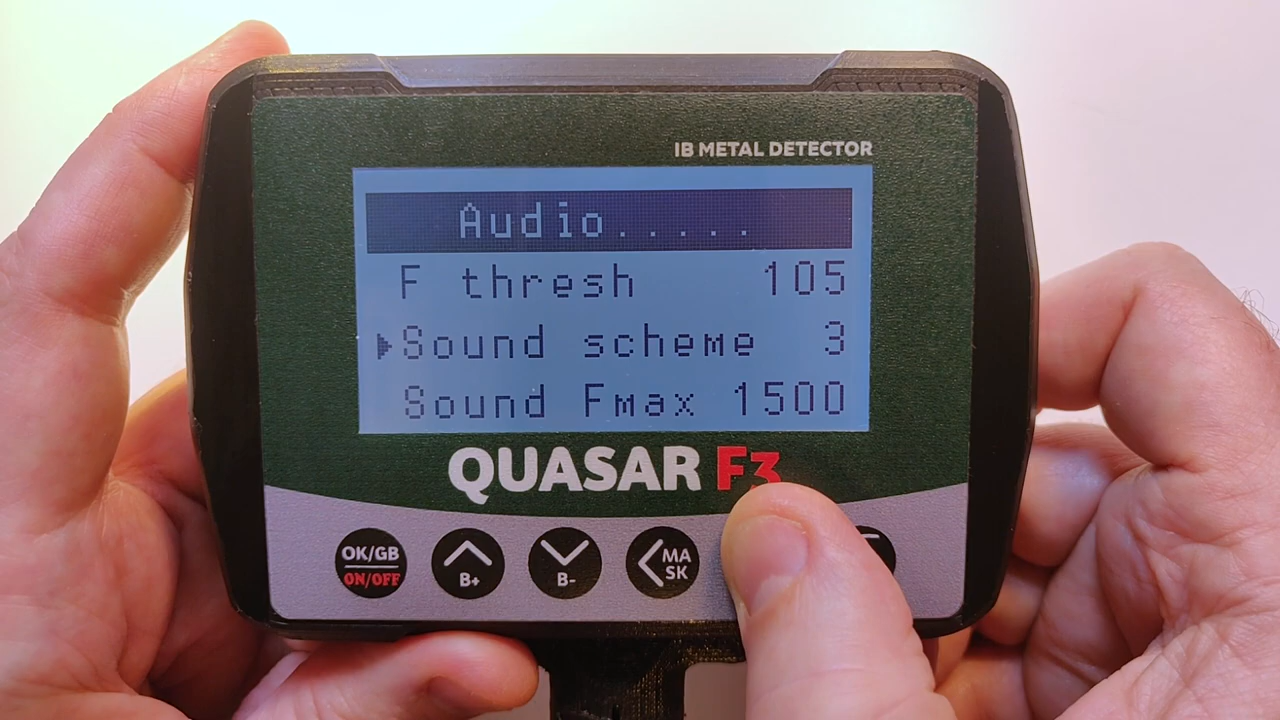 IB METAL DETECTOR
Audio.....
F thresh 105
Sound scheme 3
Sound Fmax 1500
QUASAR F3
OK/GB
ON/OFF
B+
B-
MA
SK